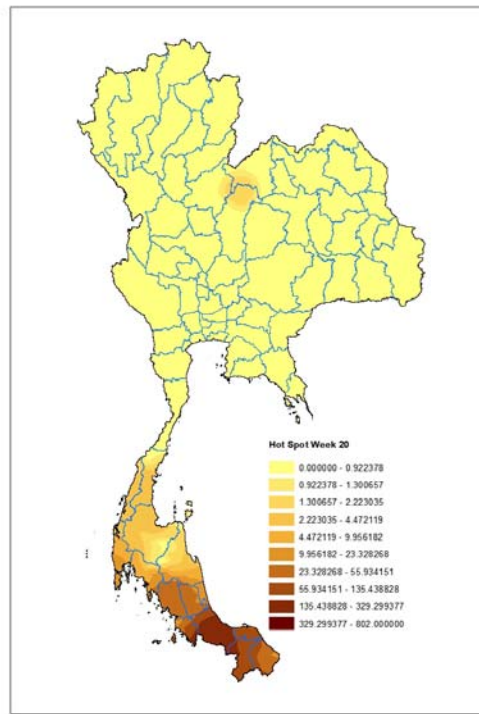 Hot Spot Week 20
0.000000 - 0.922378
0.922378 - 1.300657
1.300657 - 2.223035
2.223035 - 4.472119
4.472119 - 9.956182
9.956182 - 23.328268
23.328268 - 55.934151
55.934151 - 135.438828
135.438828 - 329.299377
329.299377 - 802.000000